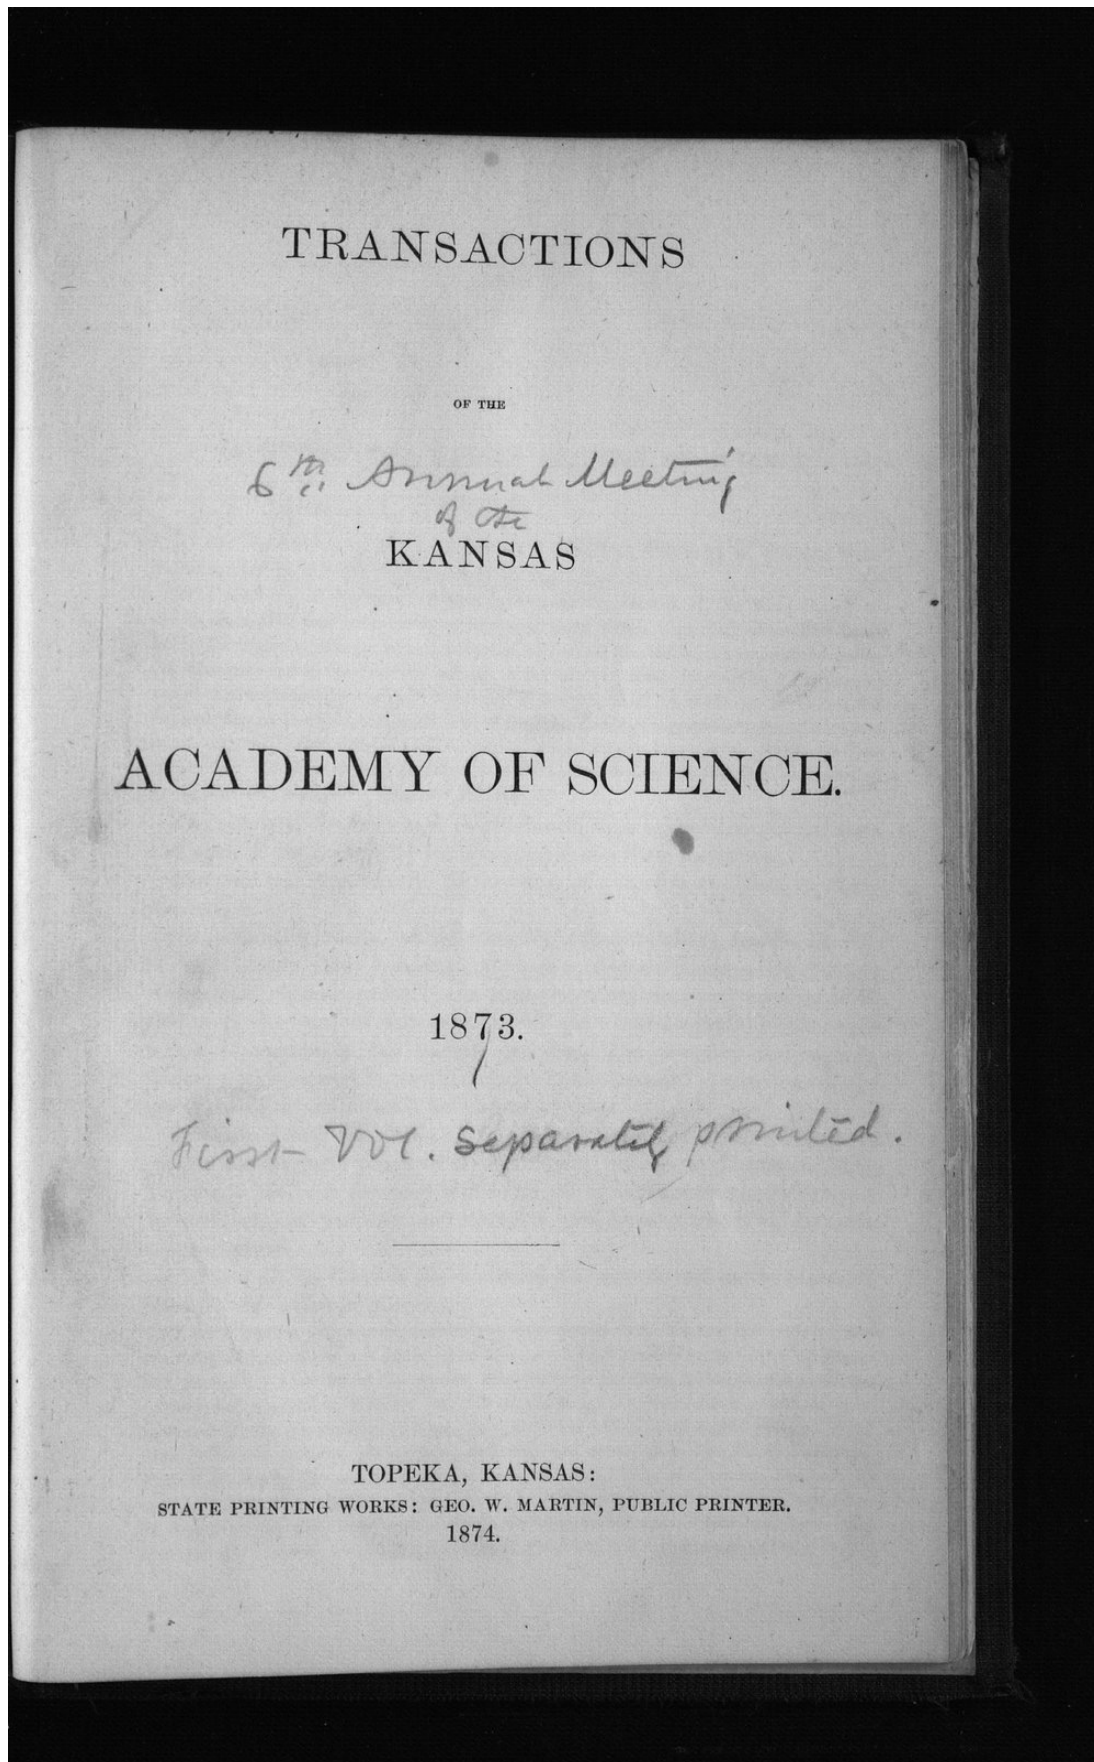 TRANSACTIONS
OF THE
6th Annual Meeting
of the
KANSAS
ACADEMY OF SCIENCE.
1873.
First Vol. Separately printed.
TOPEKA, KANSAS:
STATE PRINTING WORKS: GEO. W. MARTIN, PUBLIC PRINTER.
1874.